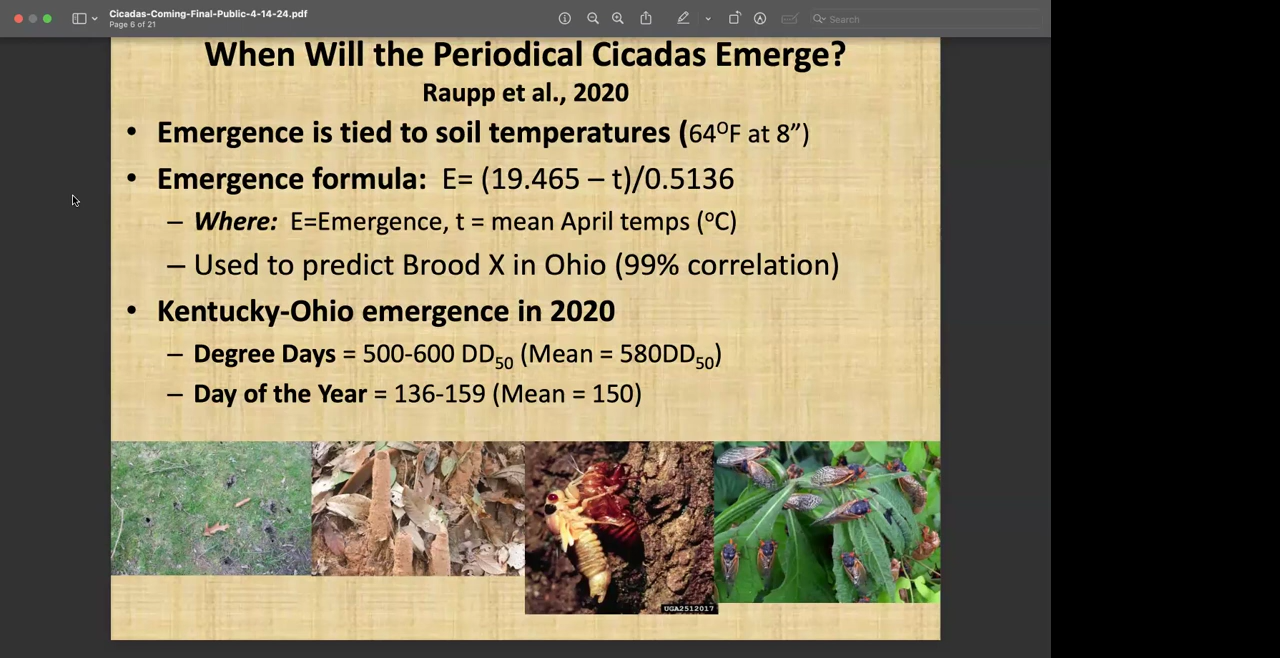 Cicadas-Coming-Final-Public-4-14-24.pdf
Page 6 of 21
Search
When Will the Periodical Cicadas Emerge?
Raupp et al., 2020
• Emergence is tied to soil temperatures (64ᴼF at 8”)
• Emergence formula: E= (19.465 – t)/0.5136
– Where: E=Emergence, t = mean April temps (ᴼC)
– Used to predict Brood X in Ohio (99% correlation)
• Kentucky-Ohio emergence in 2020
– Degree Days = 500-600 DD₅₀ (Mean = 580DD₅₀)
– Day of the Year = 136-159 (Mean = 150)
UGA2512017